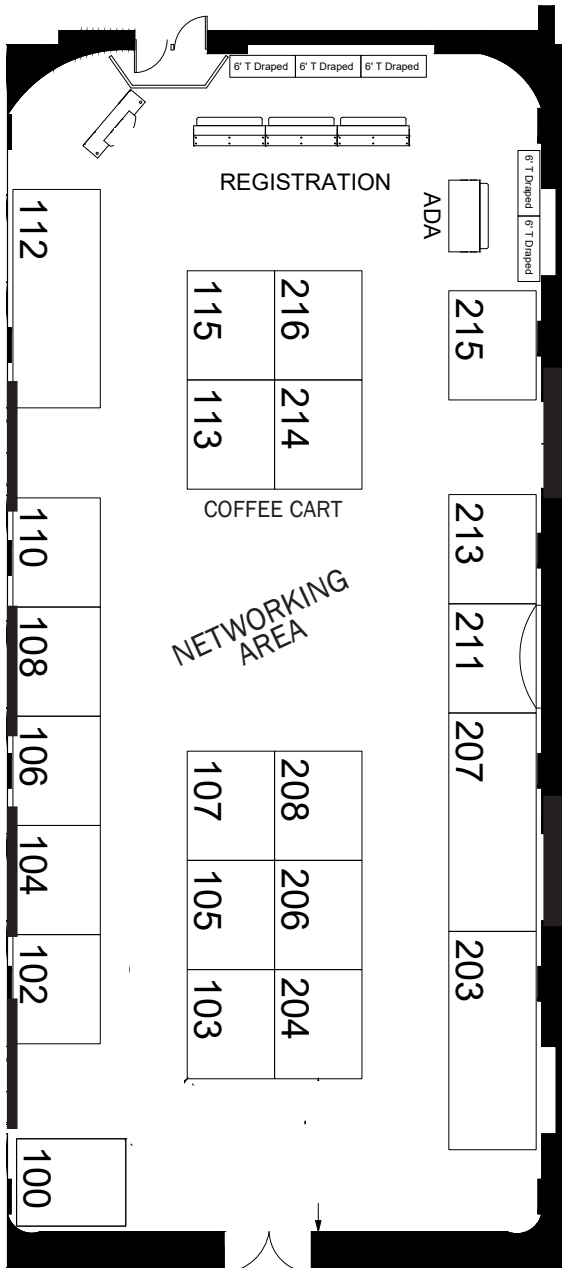 6' T Draped
6' T Draped
6' T Draped
REGISTRATION
ADA
6' T Draped
6' T Draped
112
115
216
215
113
214
COFFEE CART
110
213
NETWORKING
AREA
108
211
106
207
107
208
104
105
206
102
203
103
204
100